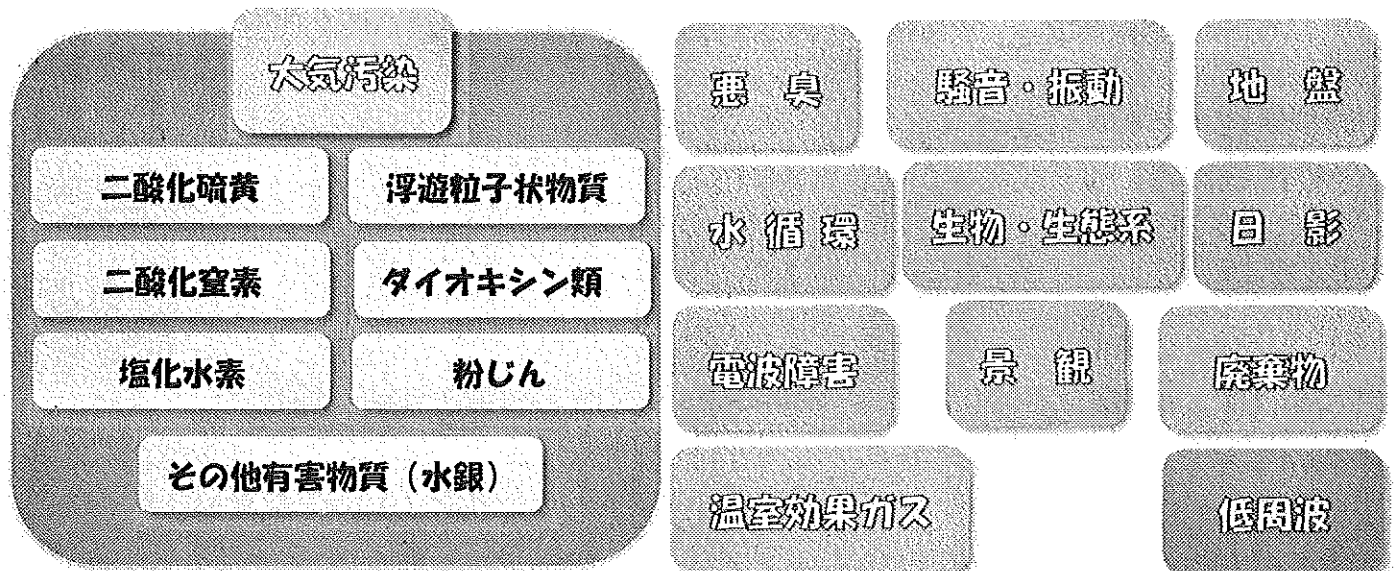 大気汚染
二酸化硫黄
浮遊粒子状物質
二酸化窒素
ダイオキシン類
塩化水素
粉じん
その他有害物質（水銀）
悪 臭
騒音・振動
地 盤
水 循 環
生物・生態系
日 影
電波障害
景 観
廃棄物
温室効果ガス
低周波